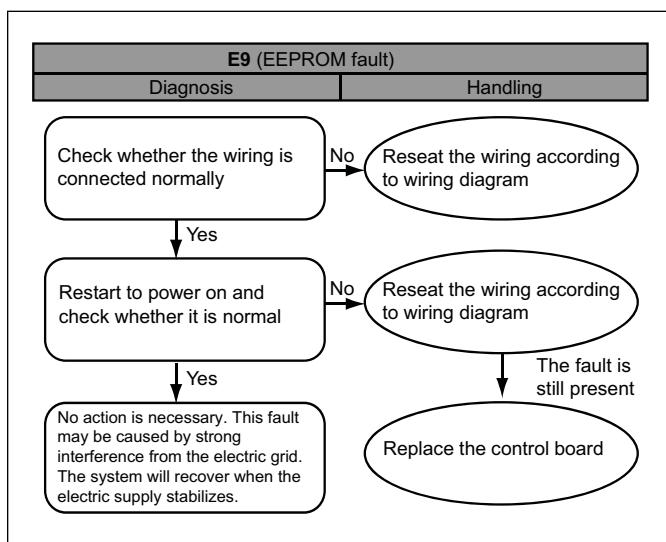 E9 (EEPROM fault)
Diagnosis
Handling
Check whether the wiring is
connected normally
No
Reseat the wiring according
to wiring diagram
Yes
Restart to power on and
check whether it is normal
No
Reseat the wiring according
to wiring diagram
Yes
The fault is
still present
No action is necessary. This fault
may be caused by strong
interference from the electric grid.
The system will recover when the
electric supply stabilizes.
Replace the control board